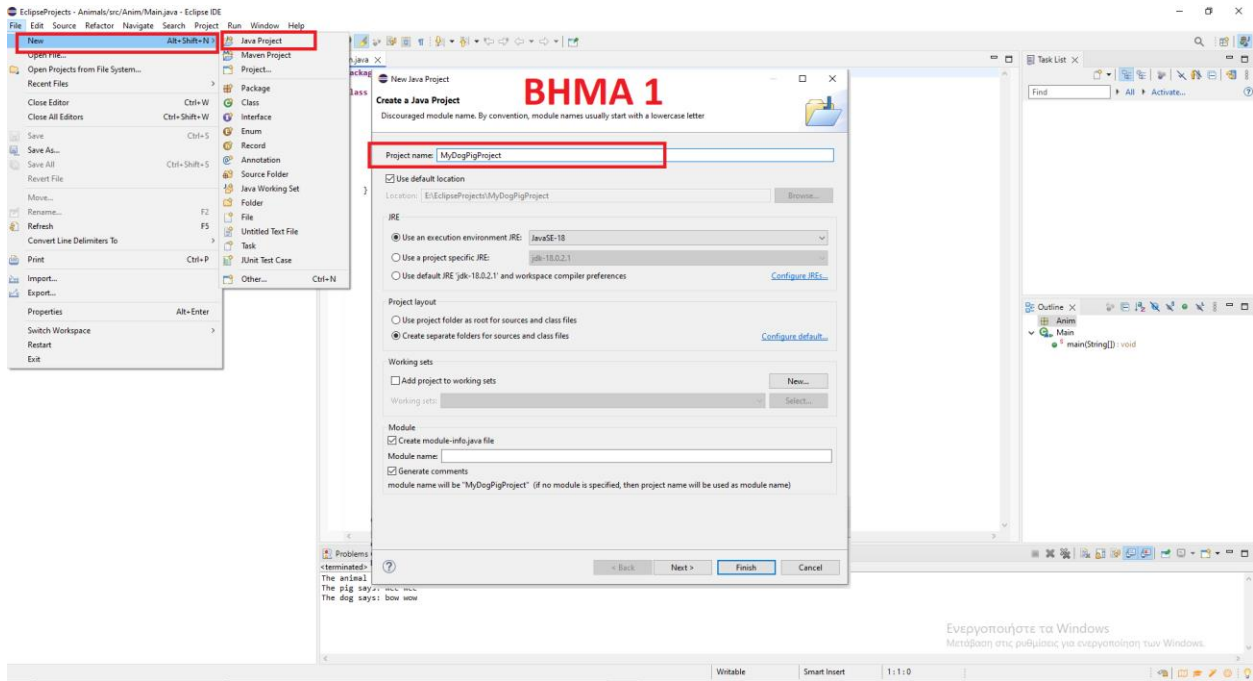 EclipseProjects - Animals/src/Anim/Main.java - Eclipse IDE
File Edit Source Refactor Navigate Search Project Run Window Help
New Alt+Shift+N >
Open File...
Open Projects from File System...
Recent Files >
Close Editor Ctrl+W
Close All Editors Ctrl+Shift+W
Save Ctrl+S
Save As...
Save All Ctrl+Shift+S
Revert File
Move...
Rename... F2
Refresh F5
Convert Line Delimiters To >
Print Ctrl+P
Import...
Export...
Properties Alt+Enter
Switch Workspace >
Restart
Exit
Java Project
Maven Project
Project...
Package
Class
Interface
Enum
Record
Annotation
Source Folder
Java Working Set
Folder
File
Untitled Text File
Task
JUnit Test Case
Other... Ctrl+N
n.java
ackag
lass
}
New Java Project
ΒΗΜΑ 1
Create a Java Project
Discouraged module name. By convention, module names usually start with a lowercase letter
Project name: MyDogPigProject
Use default location
Location: E:\EclipseProjects\MyDogPigProject Browse...
JRE
Use an execution environment JRE: JavaSE-18
Use a project specific JRE: jdk-18.0.2.1
Use default JRE 'jdk-18.0.2.1' and workspace compiler preferences Configure JREs...
Project layout
Use project folder as root for sources and class files
Create separate folders for sources and class files Configure default...
Working sets
Add project to working sets New...
Working sets: Select...
Module
Create module-info.java file
Module name:
Generate comments
module name will be "MyDogPigProject" (if no module is specified, then project name will be used as module name)
< Back Next > Finish Cancel
Task List
Find All Activate...
Outline
Anim
Main
main(String[]) : void
Problems
<terminated>
The animal
The pig says: wee wee
The dog says: bow wow
Ενεργοποιήστε τα Windows
Μετάβαση στις ρυθμίσεις για ενεργοποίηση των Windows.
Writable Smart Insert 1 : 1 : 0